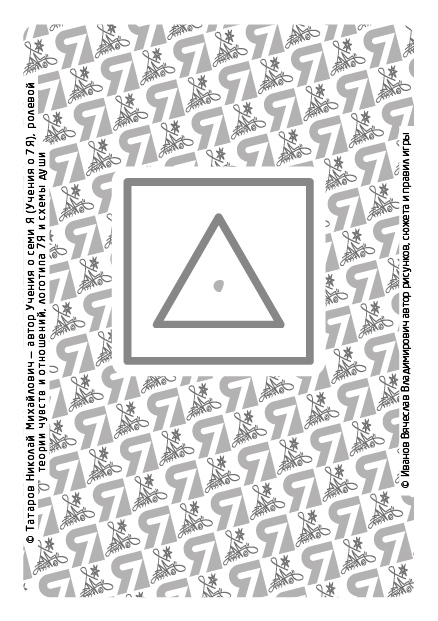 © Татаров Николай Михайлович – автор Учения о семи Я (Учения о 7Я), ролевой
теории чувств и отношений, логотипа 7Я и схемы души
© Иванов Вячеслав Владимирович автор рисунков, сюжета и правил игры